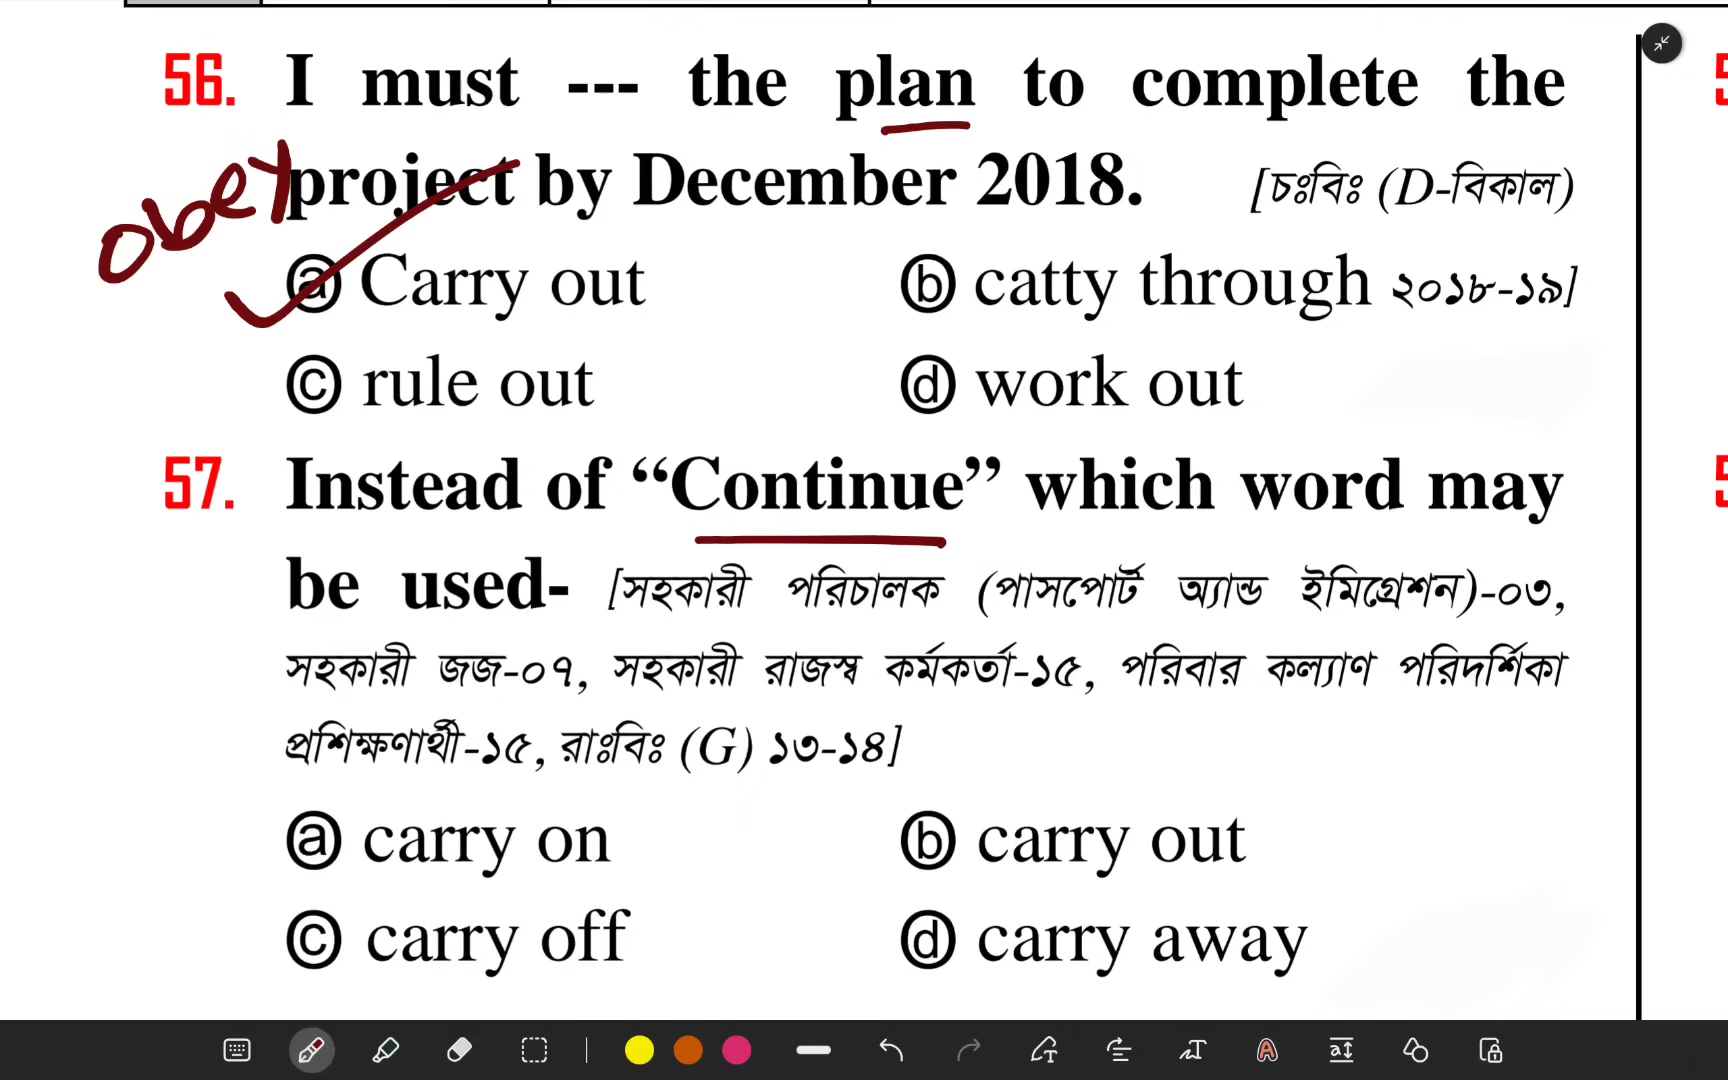 56. I must --- the plan to complete the
project by December 2018. [চঃবিঃ (D-বিকাল)
obey
ⓐ Carry out ⓑ catty through ২০১৮-১৯]
ⓒ rule out ⓓ work out
57. Instead of “Continue” which word may
be used- [সহকারী পরিচালক (পাসপোর্ট অ্যান্ড ইমিগ্রেশন)-০৩,
সহকারী জজ-০৭, সহকারী রাজস্ব কর্মকর্তা-১৫, পরিবার কল্যাণ পরিদর্শিকা
প্রশিক্ষণার্থী-১৫, রাঃবিঃ (G) ১৩-১৪]
ⓐ carry on ⓑ carry out
ⓒ carry off ⓓ carry away